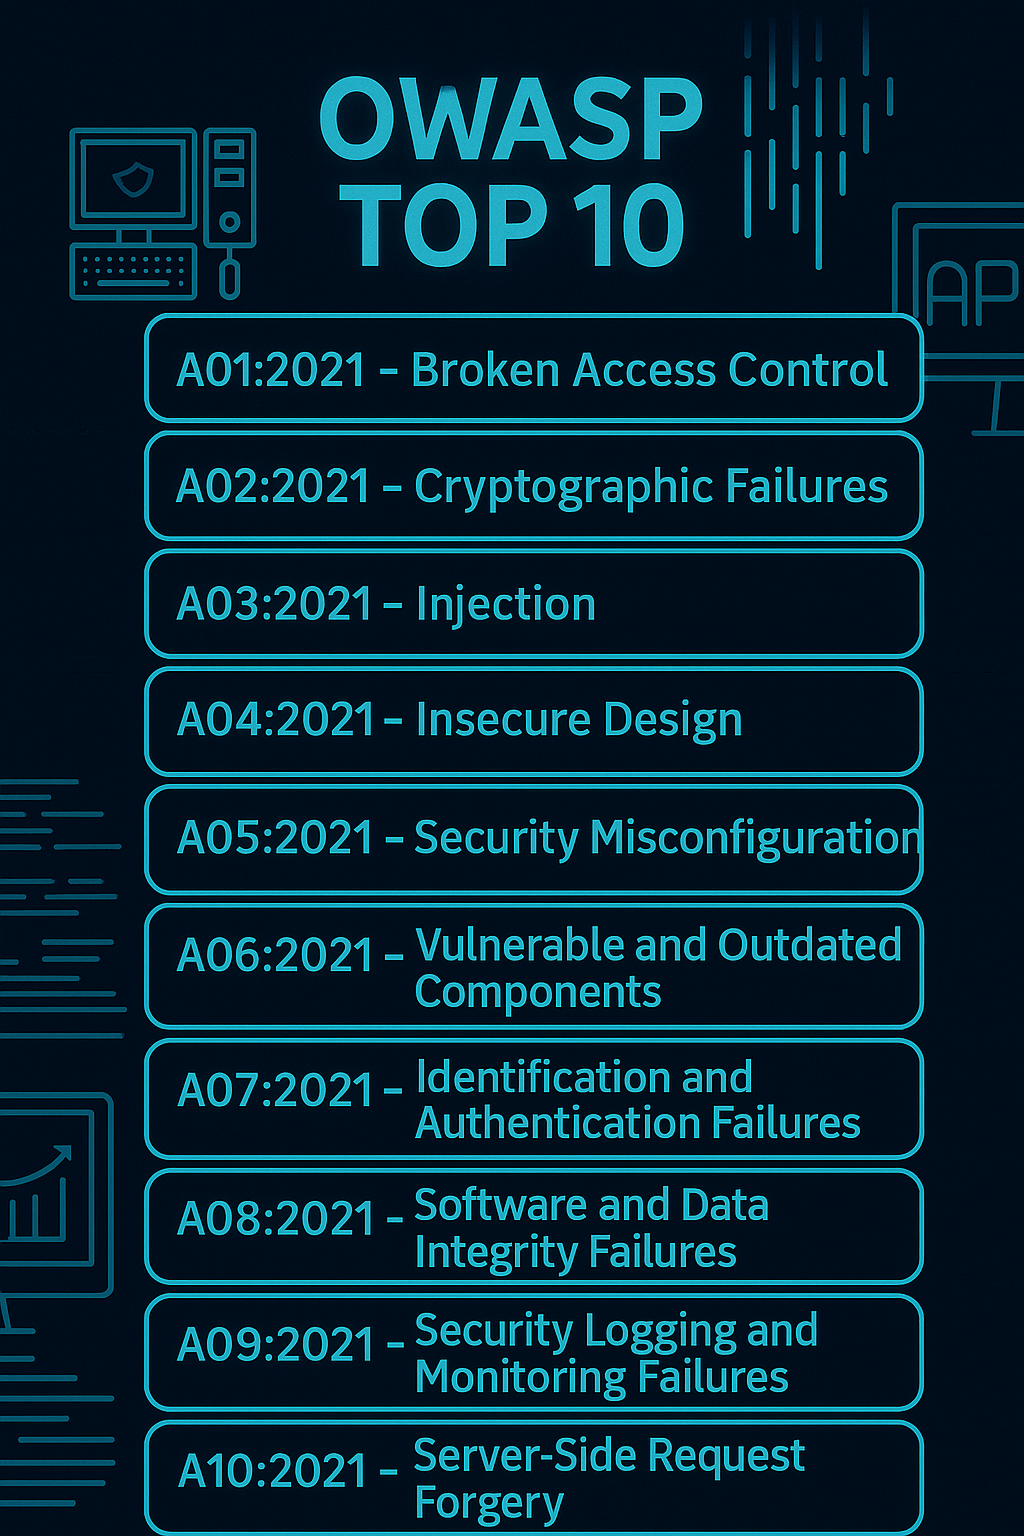 OWASP
TOP 10
AP
A01:2021 – Broken Access Control
A02:2021 – Cryptographic Failures
A03:2021 – Injection
A04:2021 – Insecure Design
A05:2021 – Security Misconfiguration
A06:2021 – Vulnerable and Outdated
Components
A07:2021 – Identification and
Authentication Failures
A08:2021 – Software and Data
Integrity Failures
A09:2021 – Security Logging and
Monitoring Failures
A10:2021 – Server-Side Request
Forgery